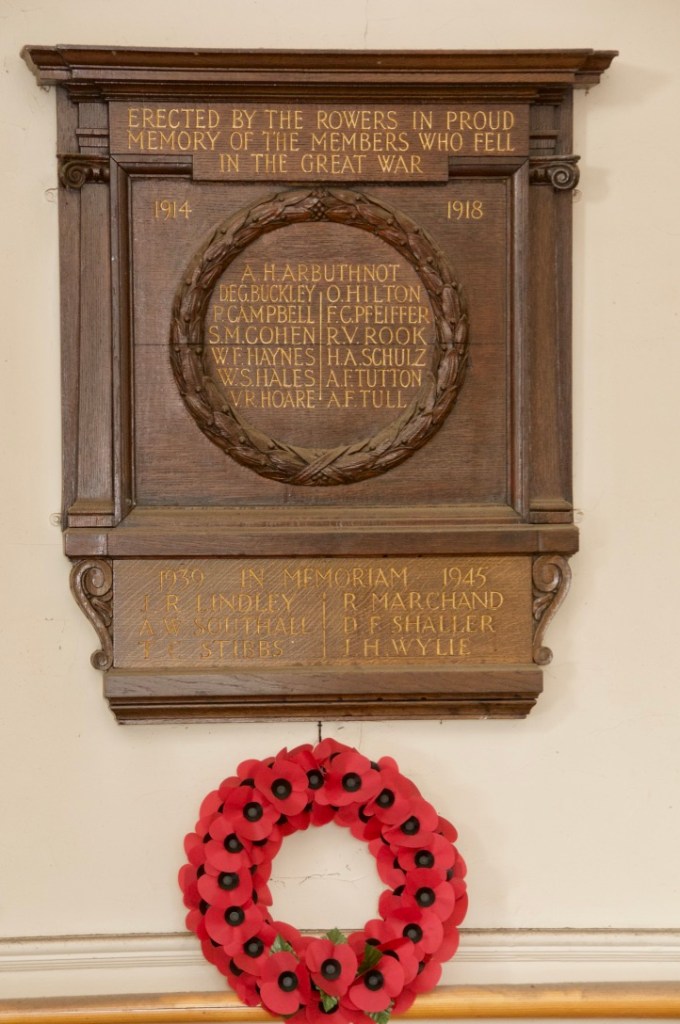 ERECTED BY THE ROWERS IN PROUD
MEMORY OF THE MEMBERS WHO FELL
IN THE GREAT WAR
1914 1918
A H ARBUTHNOT
DE G. BUCKLEY O. HILTON
P. CAMPBELL F. C. PFEIFFER
S. M. COHEN R. V. ROOK
W. F. HAYNES H. A. SCHULZ
W. S. HALES A. F. TUTTON
V. R. HOARE A. F. TULL
1939 IN MEMORIAM 1945
R LINDLEY R MARCHAND
A W SOUTHALL D F SHALLER
STIBBS J. H. WYLIE